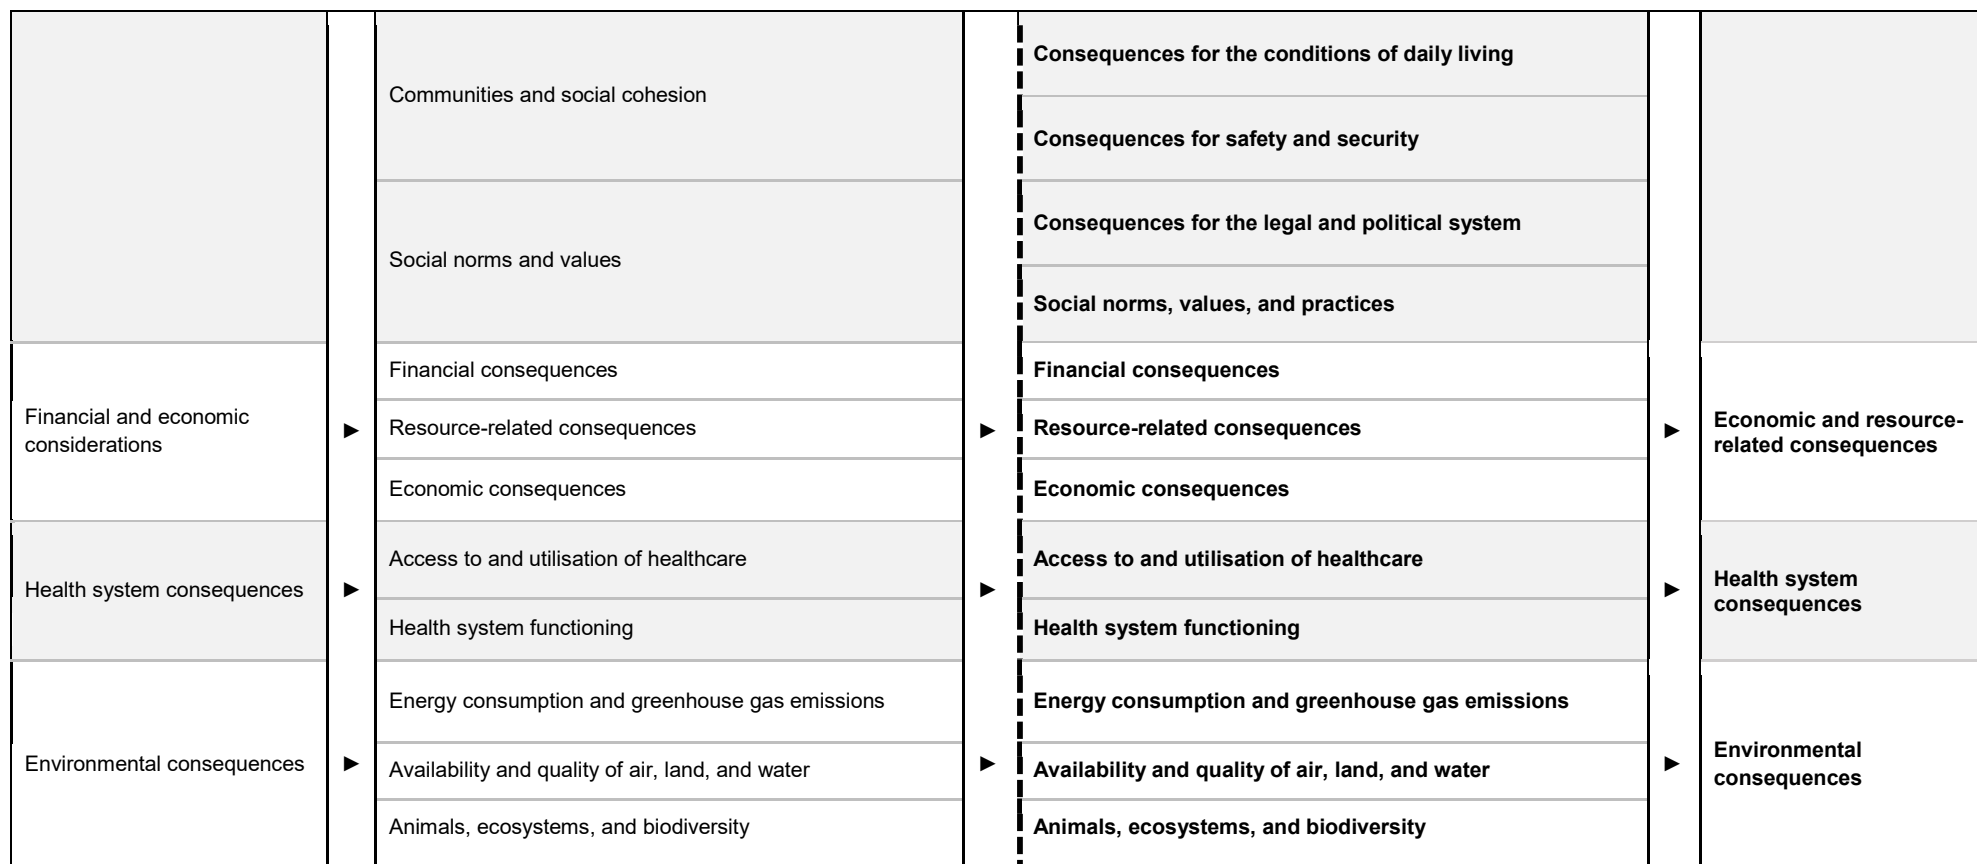 Communities and social cohesion
Consequences for the conditions of daily living
Consequences for safety and security
Social norms and values
Consequences for the legal and political system
Social norms, values, and practices
Financial and economic
considerations
►
Financial consequences
Resource-related consequences
Economic consequences
►
Financial consequences
Resource-related consequences
Economic consequences
►
Economic and resource-
related consequences
Health system consequences
►
Access to and utilisation of healthcare
Health system functioning
►
Access to and utilisation of healthcare
Health system functioning
►
Health system
consequences
Environmental consequences
►
Energy consumption and greenhouse gas emissions
Availability and quality of air, land, and water
Animals, ecosystems, and biodiversity
►
Energy consumption and greenhouse gas emissions
Availability and quality of air, land, and water
Animals, ecosystems, and biodiversity
►
Environmental
consequences